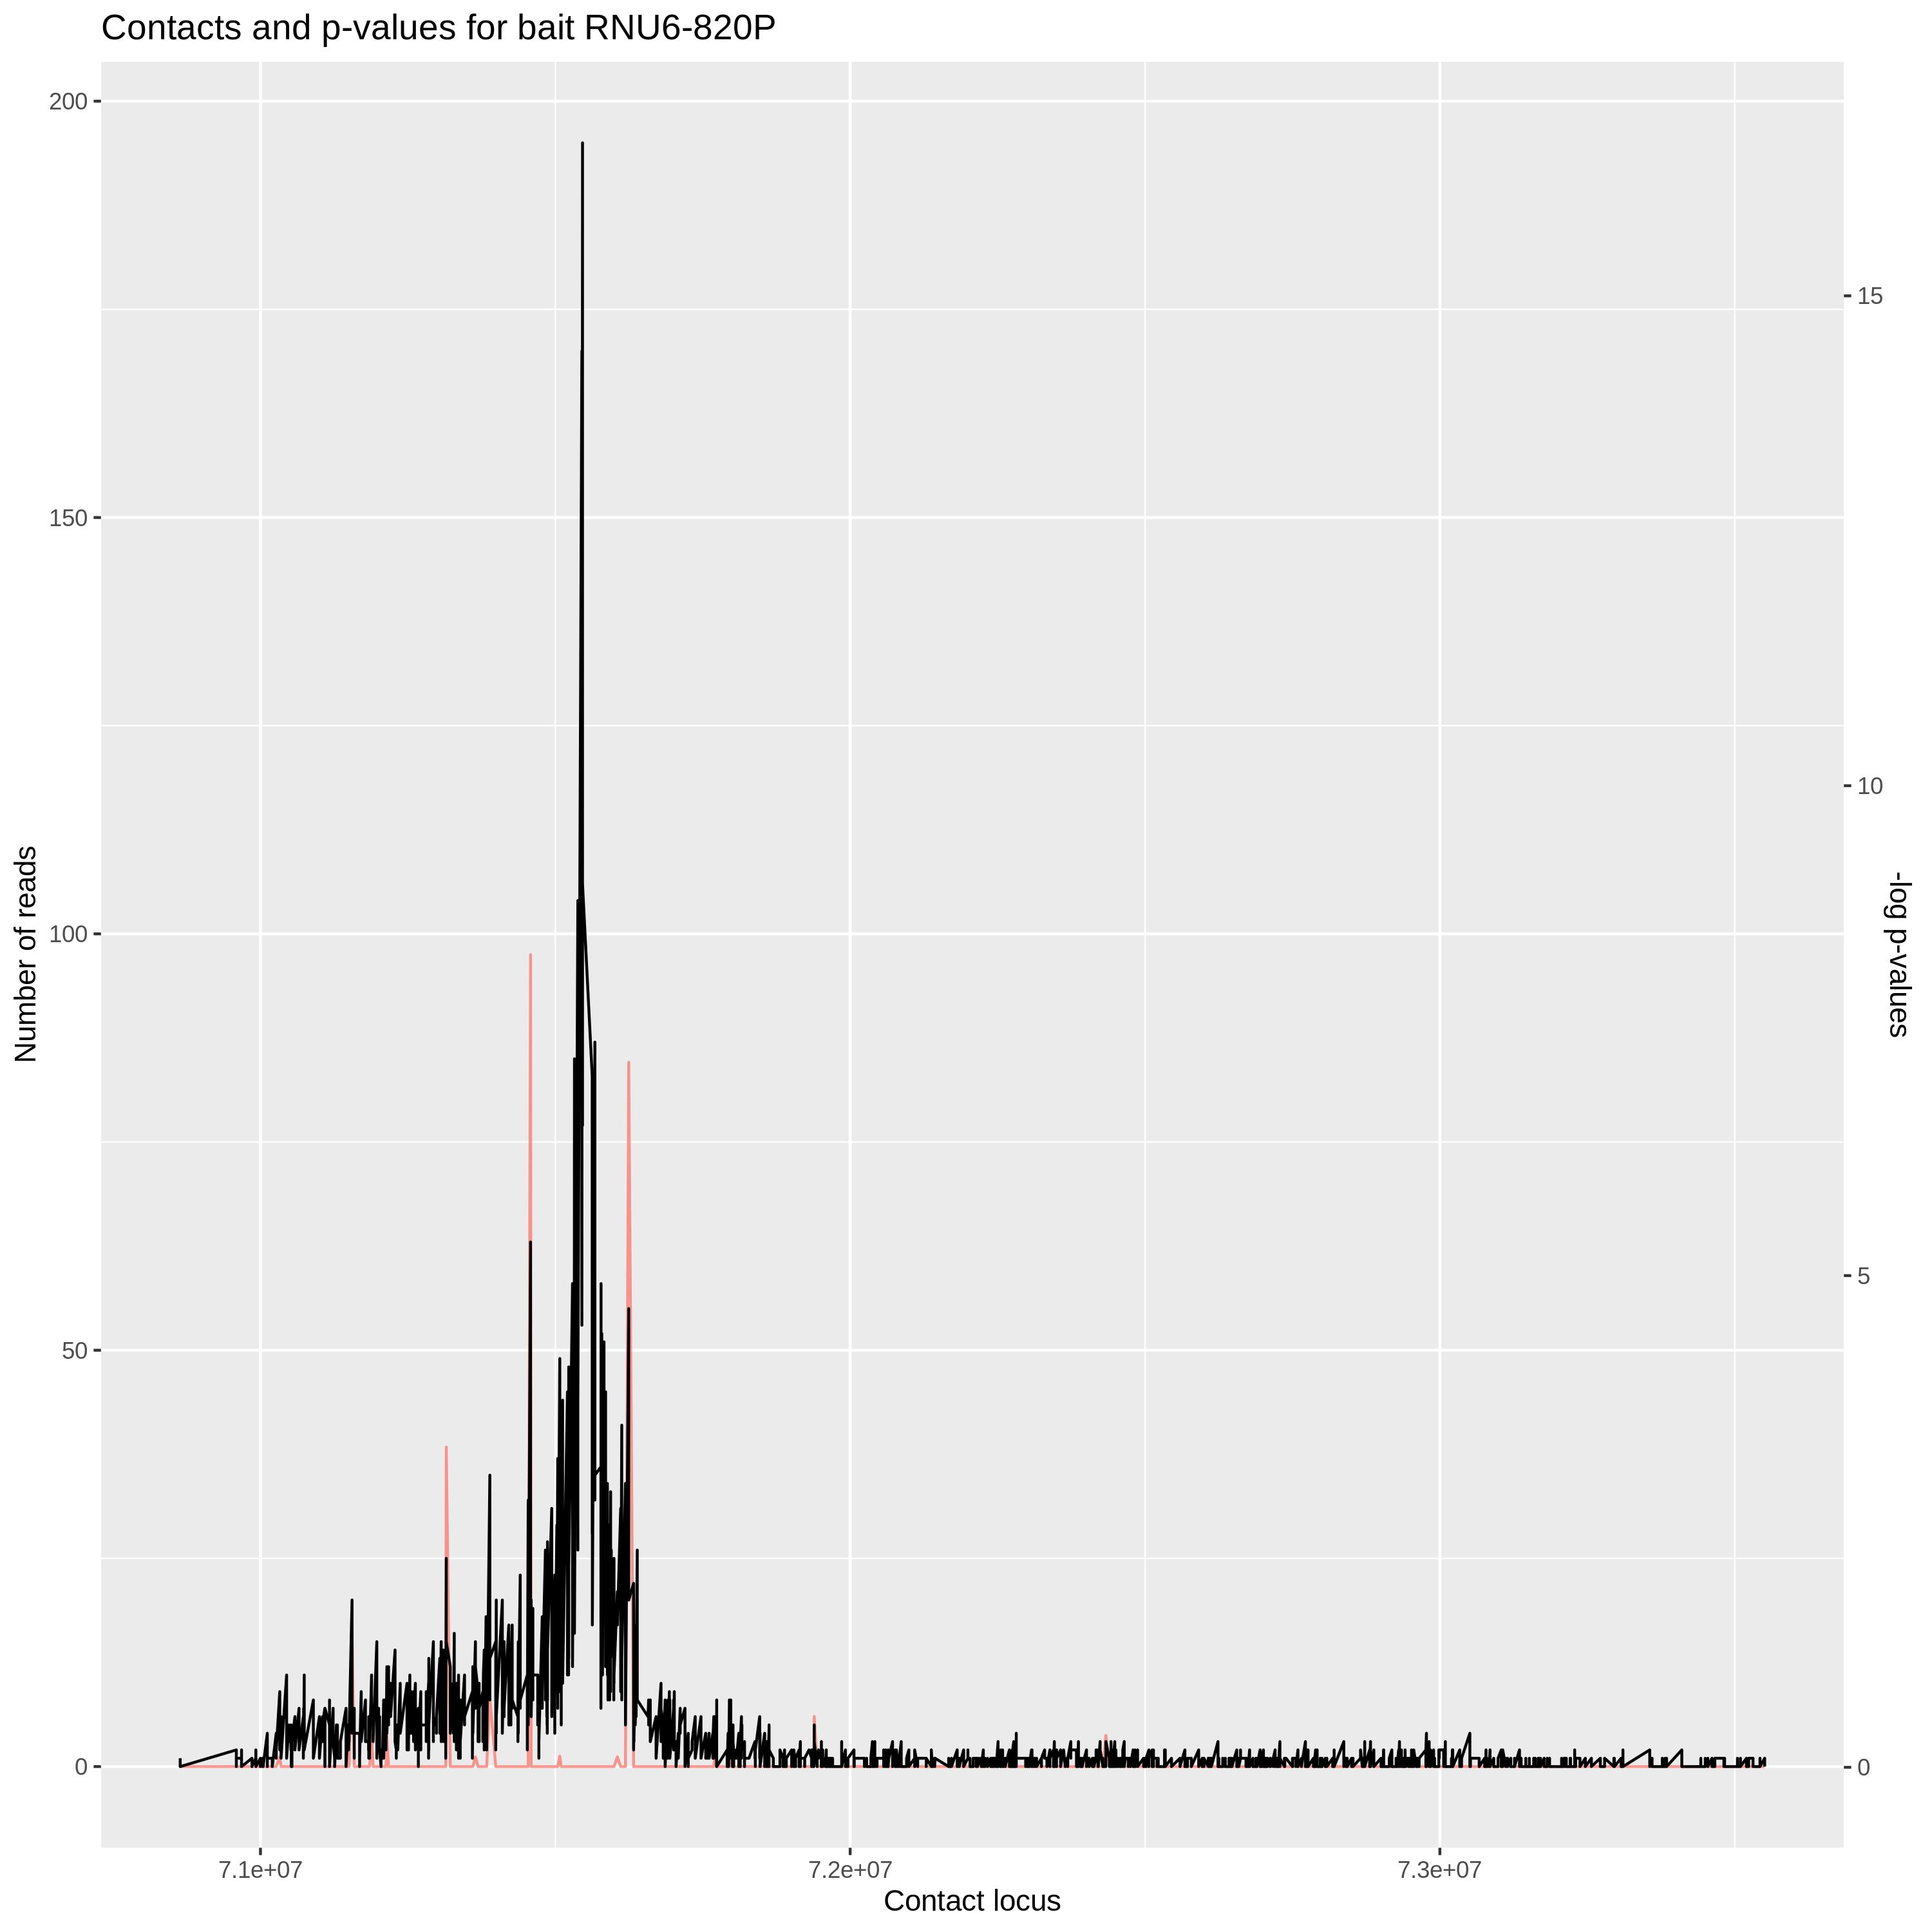 Contacts and p-values for bait RNU6-820P
200
150
100
50
0
Number of reads
15
10
5
0
-log p-values
7.1e+07
7.2e+07
7.3e+07
Contact locus